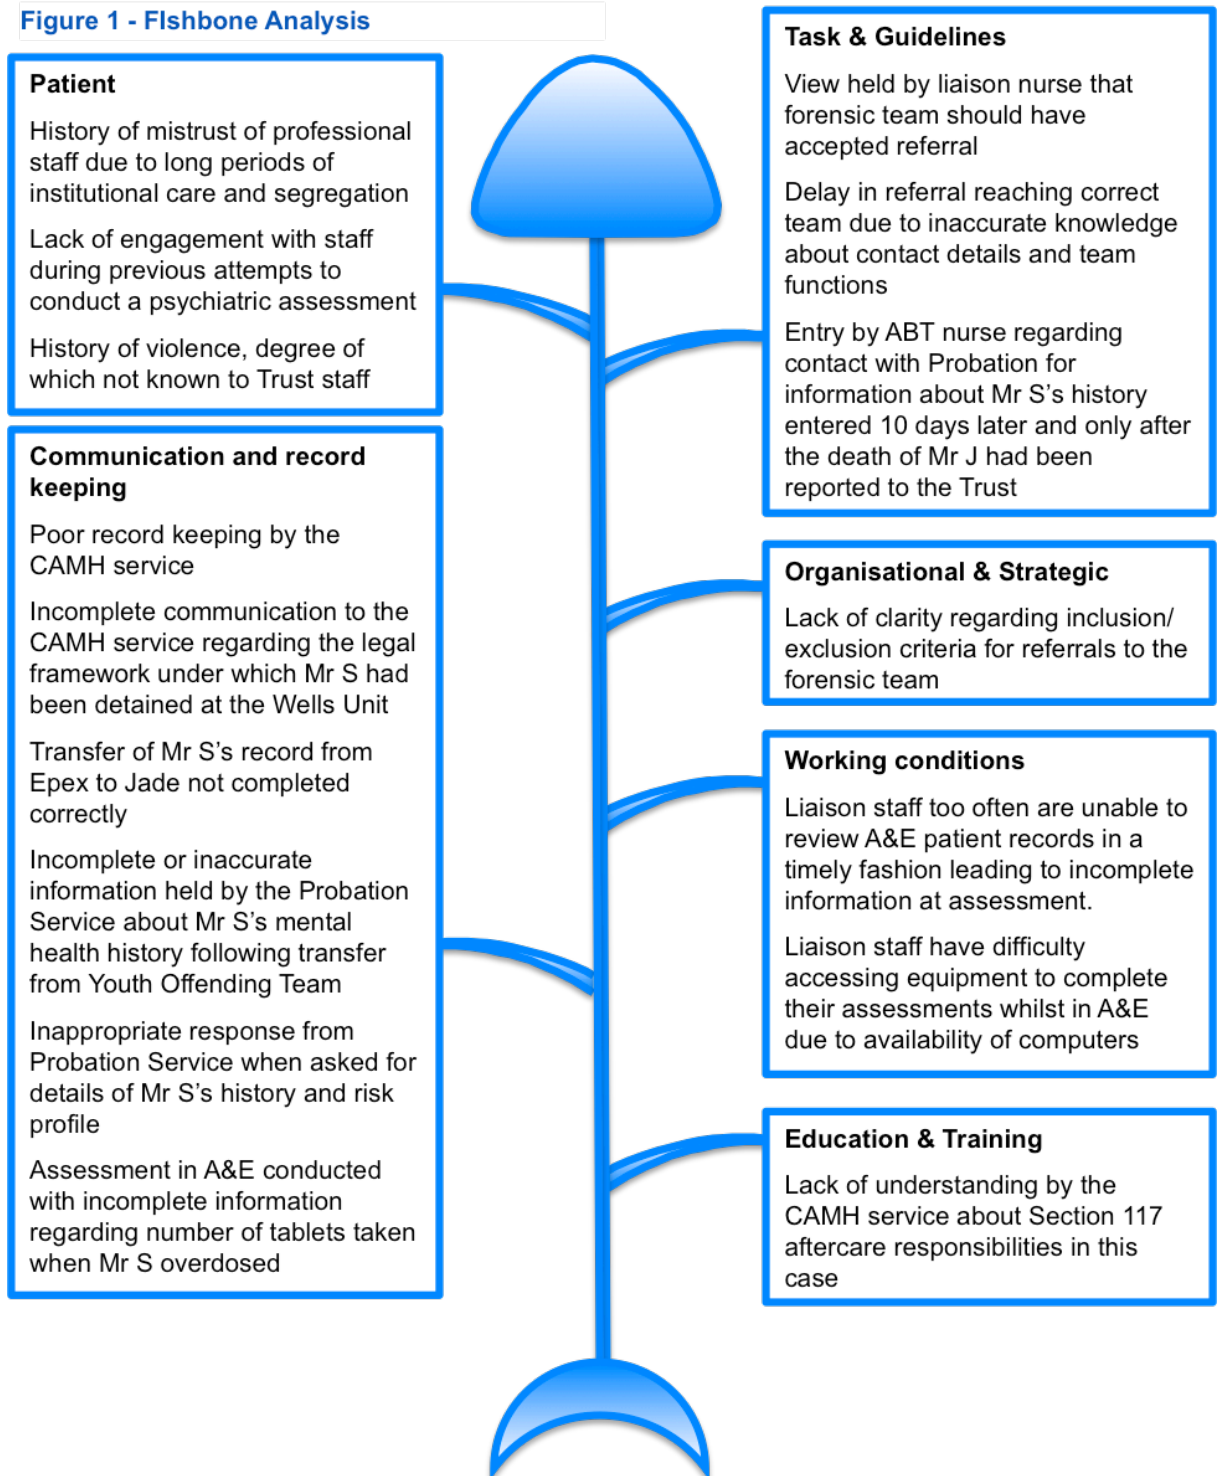 Figure 1 - FIshbone Analysis
Patient
History of mistrust of professional
staff due to long periods of
institutional care and segregation
Lack of engagement with staff
during previous attempts to
conduct a psychiatric assessment
History of violence, degree of
which not known to Trust staff
Communication and record
keeping
Poor record keeping by the
CAMH service
Incomplete communication to the
CAMH service regarding the legal
framework under which Mr S had
been detained at the Wells Unit
Transfer of Mr S’s record from
Epex to Jade not completed
correctly
Incomplete or inaccurate
information held by the Probation
Service about Mr S’s mental
health history following transfer
from Youth Offending Team
Inappropriate response from
Probation Service when asked for
details of Mr S’s history and risk
profile
Assessment in A&E conducted
with incomplete information
regarding number of tablets taken
when Mr S overdosed
Task & Guidelines
View held by liaison nurse that
forensic team should have
accepted referral
Delay in referral reaching correct
team due to inaccurate knowledge
about contact details and team
functions
Entry by ABT nurse regarding
contact with Probation for
information about Mr S’s history
entered 10 days later and only after
the death of Mr J had been
reported to the Trust
Organisational & Strategic
Lack of clarity regarding inclusion/
exclusion criteria for referrals to the
forensic team
Working conditions
Liaison staff too often are unable to
review A&E patient records in a
timely fashion leading to incomplete
information at assessment.
Liaison staff have difficulty
accessing equipment to complete
their assessments whilst in A&E
due to availability of computers
Education & Training
Lack of understanding by the
CAMH service about Section 117
aftercare responsibilities in this
case